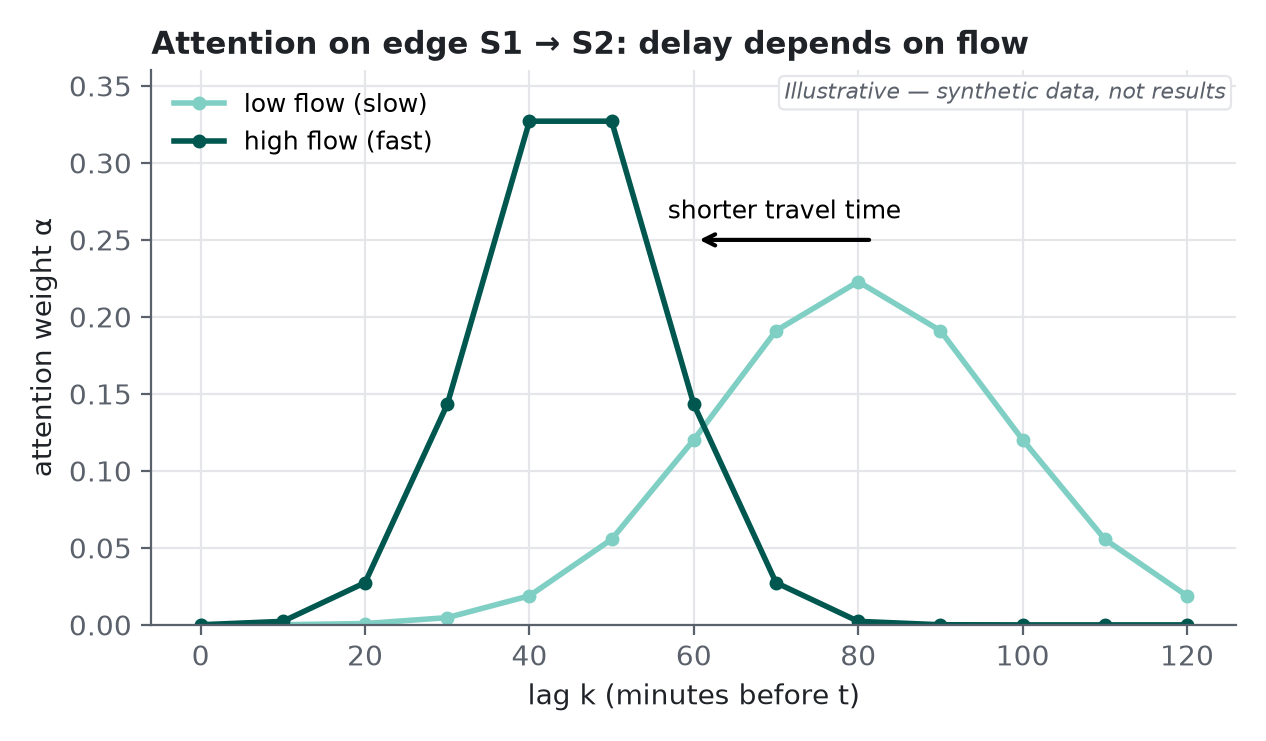 Attention on edge S1 → S2: delay depends on flow
Illustrative — synthetic data, not results
low flow (slow)
high flow (fast)
shorter travel time
attention weight α
0.35
0.30
0.25
0.20
0.15
0.10
0.05
0.00
0 20 40 60 80 100 120
lag k (minutes before t)